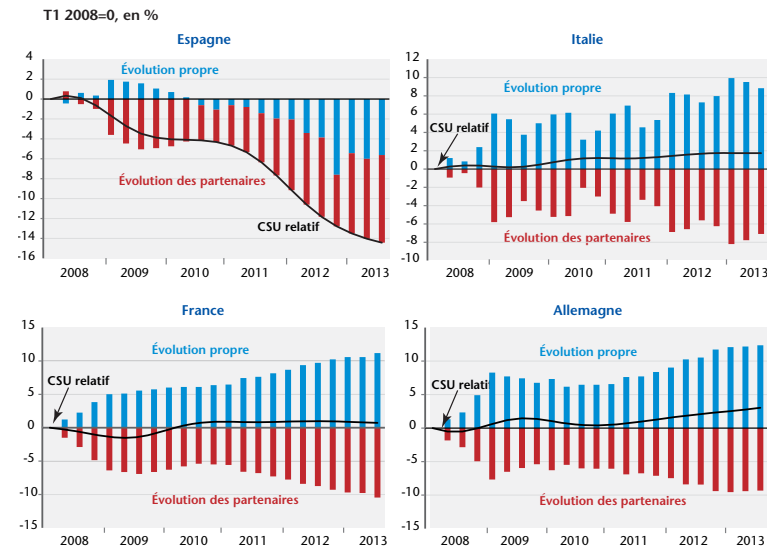 T1 2008=0, en %
Espagne
4
2
0
-2
-4
-6
-8
-10
-12
-14
-16
Évolution propre
Évolution des partenaires
CSU relatif
2008 2009 2010 2011 2012 2013
Italie
12
10
8
6
4
2
0
-2
-4
-6
-8
-10
Évolution propre
CSU relatif
Évolution des partenaires
2008 2009 2010 2011 2012 2013
France
15
10
5
0
-5
-10
-15
Évolution propre
CSU relatif
Évolution des partenaires
2008 2009 2010 2011 2012 2013
Allemagne
15
10
5
0
-5
-10
-15
Évolution propre
CSU relatif
Évolution des partenaires
2008 2009 2010 2011 2012 2013